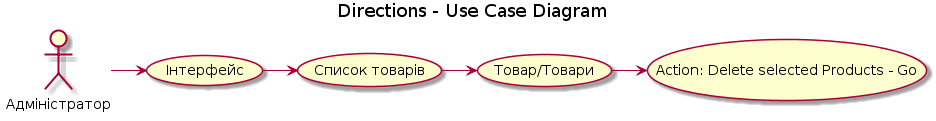 Directions - Use Case Diagram
Адміністратор
Інтерфейс
Список товарів
Товар/Товари
Action: Delete selected Products - Go